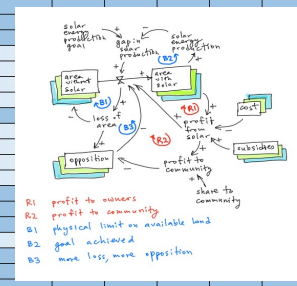 solar
energy
production
goal
gap in
solar
production
solar
energy
production
B2
area
without
solar
area
with
solar
B1
R1
loss of
area
cost
B3
profit
from
solar
R2
opposition
subsidies
profit to
community
share to
community
R1 profit to owners
R2 profit to community
B1 physical limit on available land
B2 goal achieved
B3 more loss, more opposition